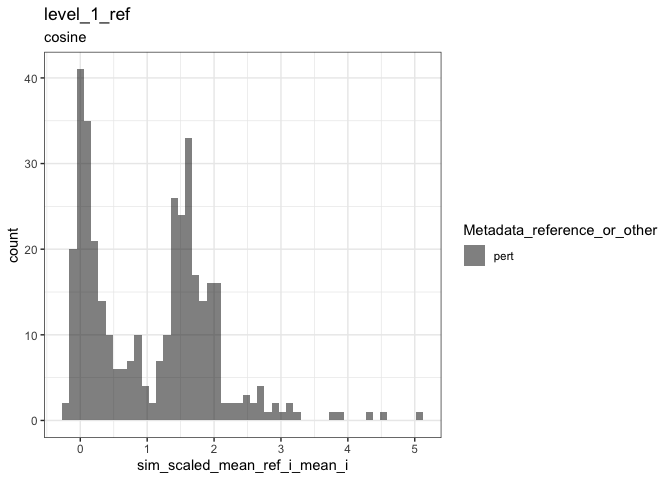 level_1_ref
cosine
40
30
20
10
0
count
0 1 2 3 4 5
sim_scaled_mean_ref_i_mean_i
Metadata_reference_or_other
pert